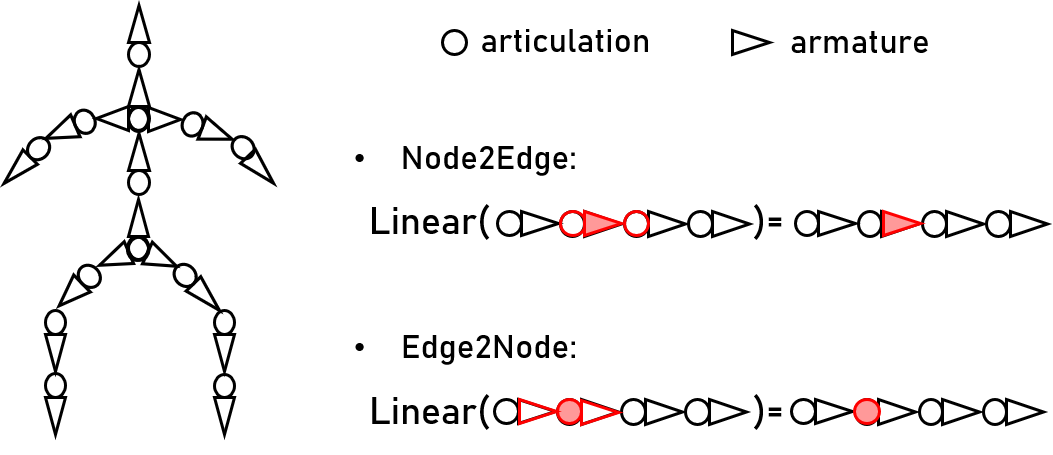 articulation armature
• Node2Edge:
Linear( )= 
• Edge2Node:
Linear( )=